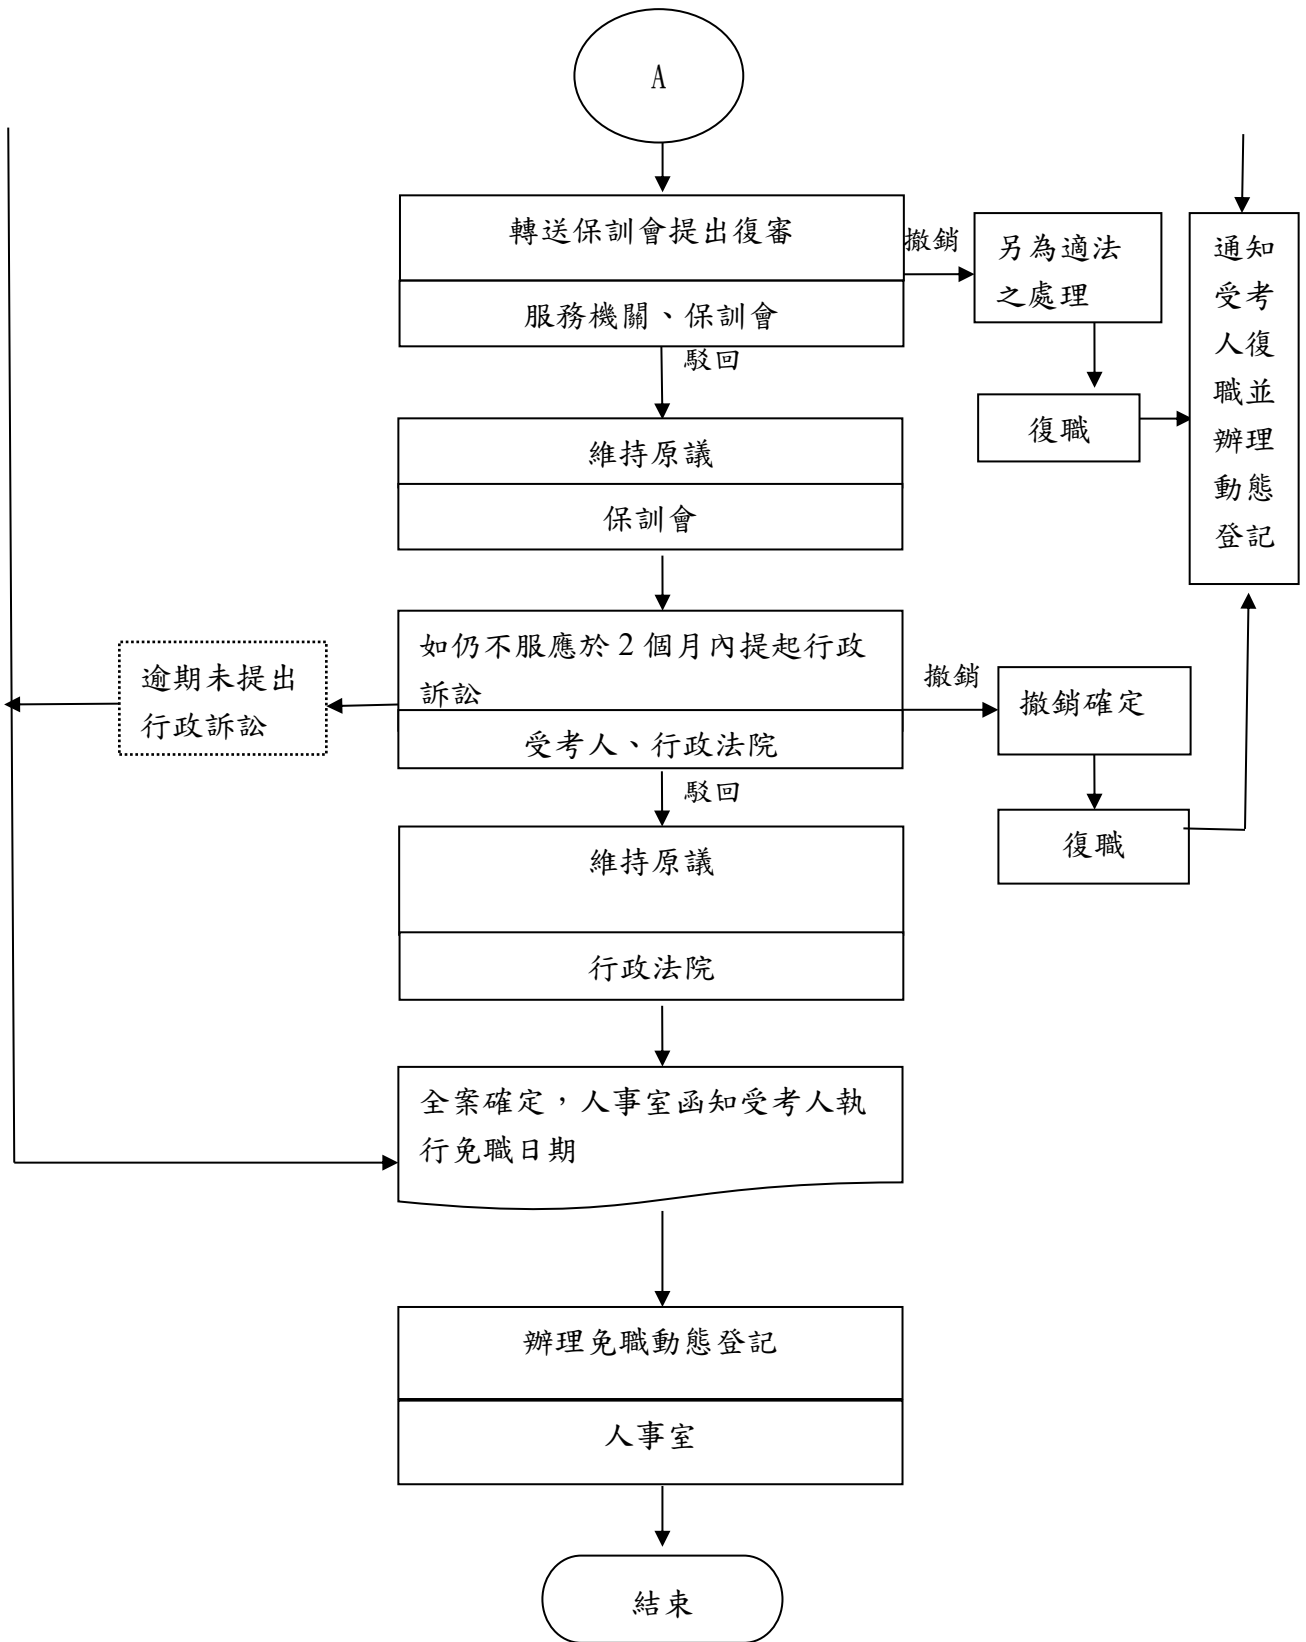 A
轉送保訓會提出復審
服務機關、保訓會
撤銷
另為適法
之處理
通知
受考
人復
職並
辦理
動態
登記
駁回
復職
維持原議
保訓會
如仍不服應於 2 個月內提起行政
訴訟
受考人、行政法院
逾期未提出
行政訴訟
撤銷
撤銷確定
駁回
復職
維持原議
行政法院
全案確定，人事室函知受考人執
行免職日期
辦理免職動態登記
人事室
結束